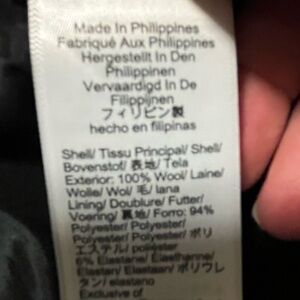 Made In Philippines
Fabriqué Aux Philippines
Hergestellt In Den
Philippinen
Vervaardigd In De
Filippijnen
フィリピン製
hecho en filipinas
Shell/ Tissu Principal/ Shell/
Bovenstof/ 表地/ Tela
Exterior: 100% Wool/ Laine/
Wolle/ Wol/ 毛/ lana
Lining/ Doublure/ Futter/
Voering/ 裏地/ Forro: 94%
Polyester/ Polyester/
Polyester/ Polyester/ ポリ
エステル/ poliéster
6% Elastane/ Élasthanne/
Elastan/ Elastaan/ ポリウレ
タン/ elastano
Exclusive of